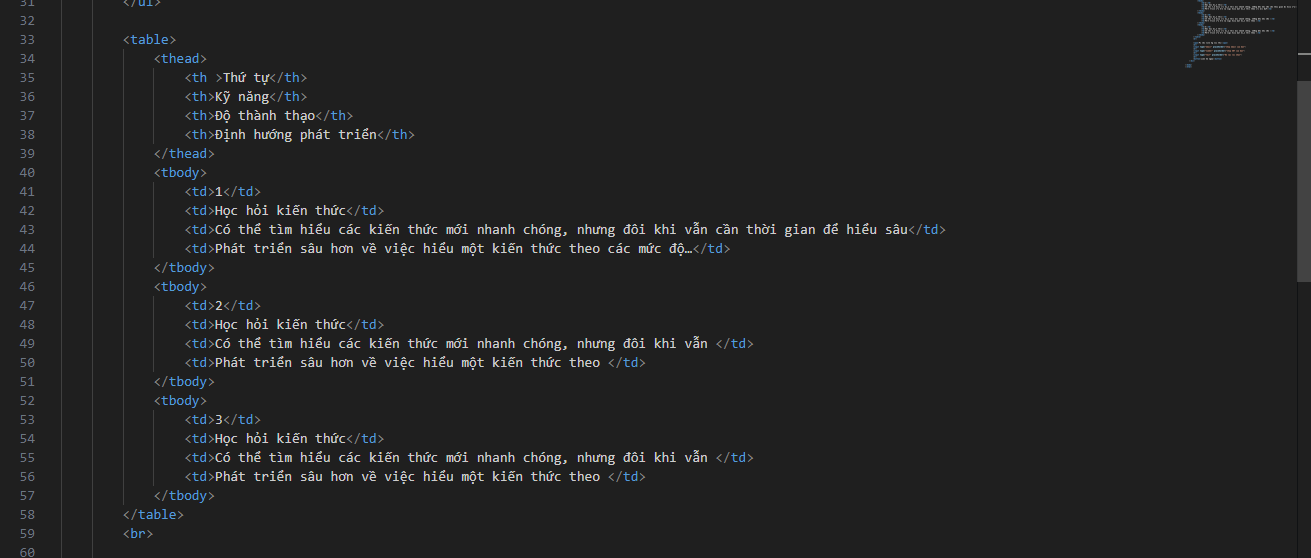 31 </ul>
32
33 <table>
34 <thead>
35 <th >Thứ tự</th>
36 <th>Kỹ năng</th>
37 <th>Độ thành thạo</th>
38 <th>Định hướng phát triển</th>
39 </thead>
40 <tbody>
41 <td>1</td>
42 <td>Học hỏi kiến thức</td>
43 <td>Có thể tìm hiểu các kiến thức mới nhanh chóng, nhưng đôi khi vẫn cần thời gian để hiểu sâu</td>
44 <td>Phát triển sâu hơn về việc hiểu một kiến thức theo các mức độ…</td>
45 </tbody>
46 <tbody>
47 <td>2</td>
48 <td>Học hỏi kiến thức</td>
49 <td>Có thể tìm hiểu các kiến thức mới nhanh chóng, nhưng đôi khi vẫn </td>
50 <td>Phát triển sâu hơn về việc hiểu một kiến thức theo </td>
51 </tbody>
52 <tbody>
53 <td>3</td>
54 <td>Học hỏi kiến thức</td>
55 <td>Có thể tìm hiểu các kiến thức mới nhanh chóng, nhưng đôi khi vẫn </td>
56 <td>Phát triển sâu hơn về việc hiểu một kiến thức theo </td>
57 </tbody>
58 </table>
59 <br>
60